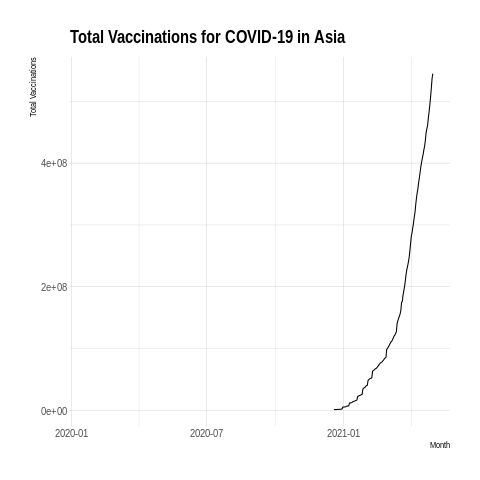 Total Vaccinations for COVID-19 in Asia
Total Vaccinations
4e+08
2e+08
0e+00
2020-01
2020-07
2021-01
Month